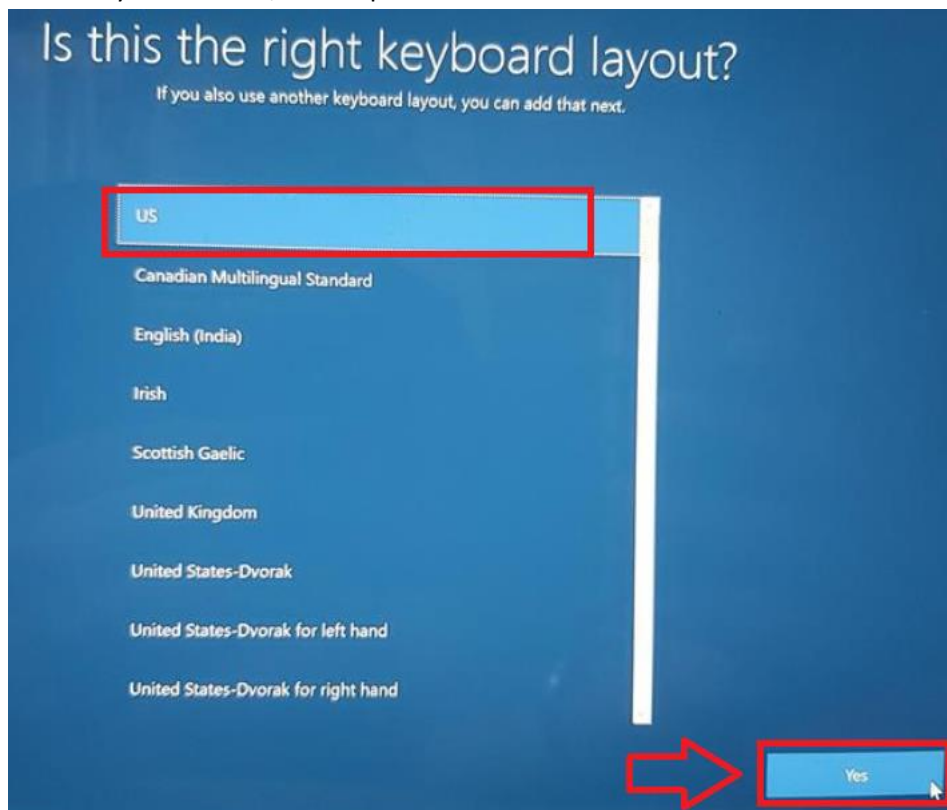 Is this the right keyboard layout?
If you also use another keyboard layout, you can add that next.
US
Canadian Multilingual Standard
English (India)
Irish
Scottish Gaelic
United Kingdom
United States-Dvorak
United States-Dvorak for left hand
United States-Dvorak for right hand
Yes